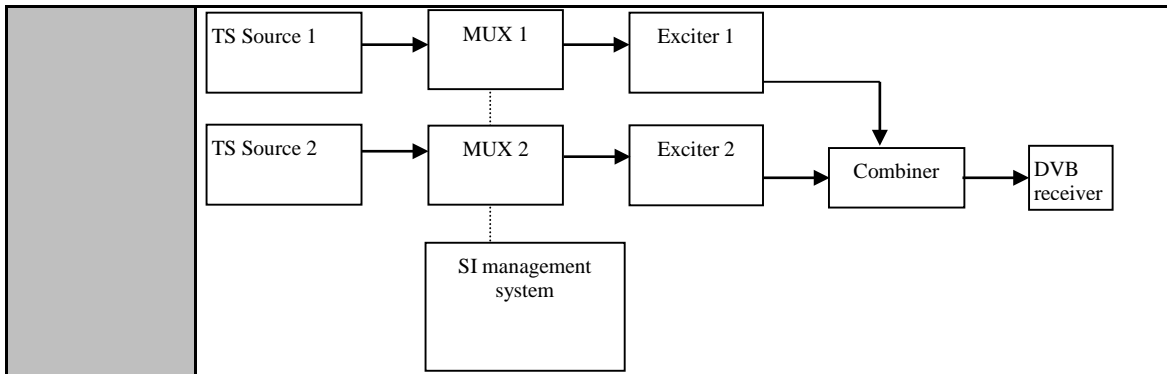 TS Source 1
MUX 1
Exciter 1
TS Source 2
MUX 2
Exciter 2
Combiner
DVB
receiver
SI management
system